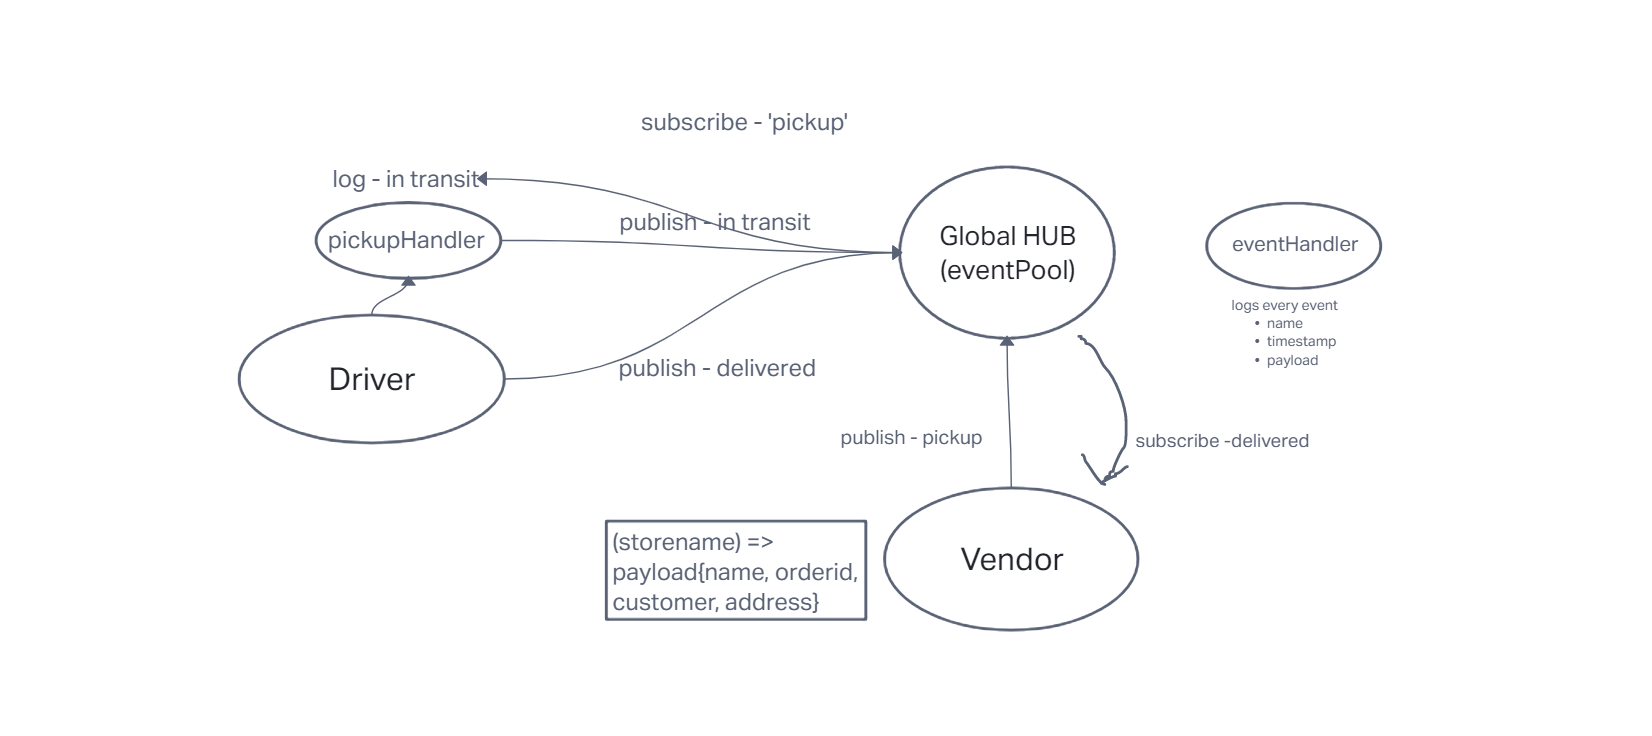 subscribe - 'pickup'
log - in transit
publish - in transit
pickupHandler
Global HUB
(eventPool)
eventHandler
logs every event
• name
• timestamp
• payload
Driver
publish - delivered
publish - pickup
subscribe -delivered
(storename) =>
payload{name, orderid,
customer, address}
Vendor